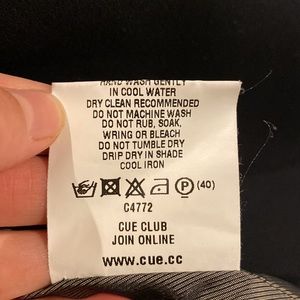 HAND WASH GENTLY
IN COOL WATER
DRY CLEAN RECOMMENDED
DO NOT MACHINE WASH
DO NOT RUB, SOAK,
WRING OR BLEACH
DO NOT TUMBLE DRY
DRIP DRY IN SHADE
COOL IRON
P (40)
C4772
CUE CLUB
JOIN ONLINE
www.cue.cc